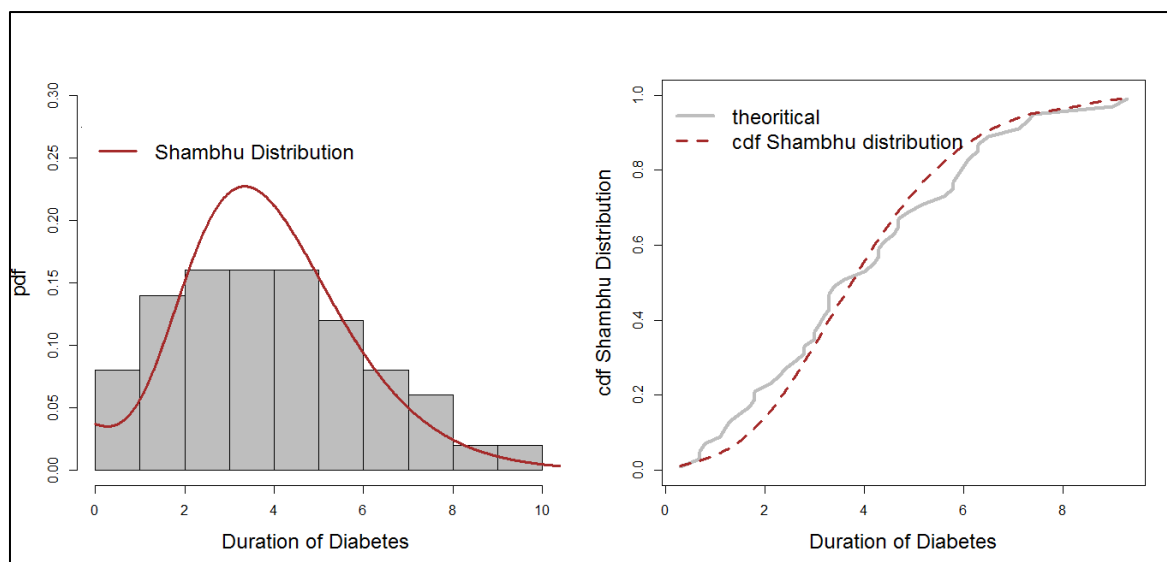 0.30
0.25
0.20
0.15
0.10
0.05
0.00
pdf
Shambhu Distribution
0 2 4 6 8 10
Duration of Diabetes
1.0
0.8
0.6
0.4
0.2
0.0
cdf Shambhu Distribution
theoritical
cdf Shambhu distribution
0 2 4 6 8
Duration of Diabetes